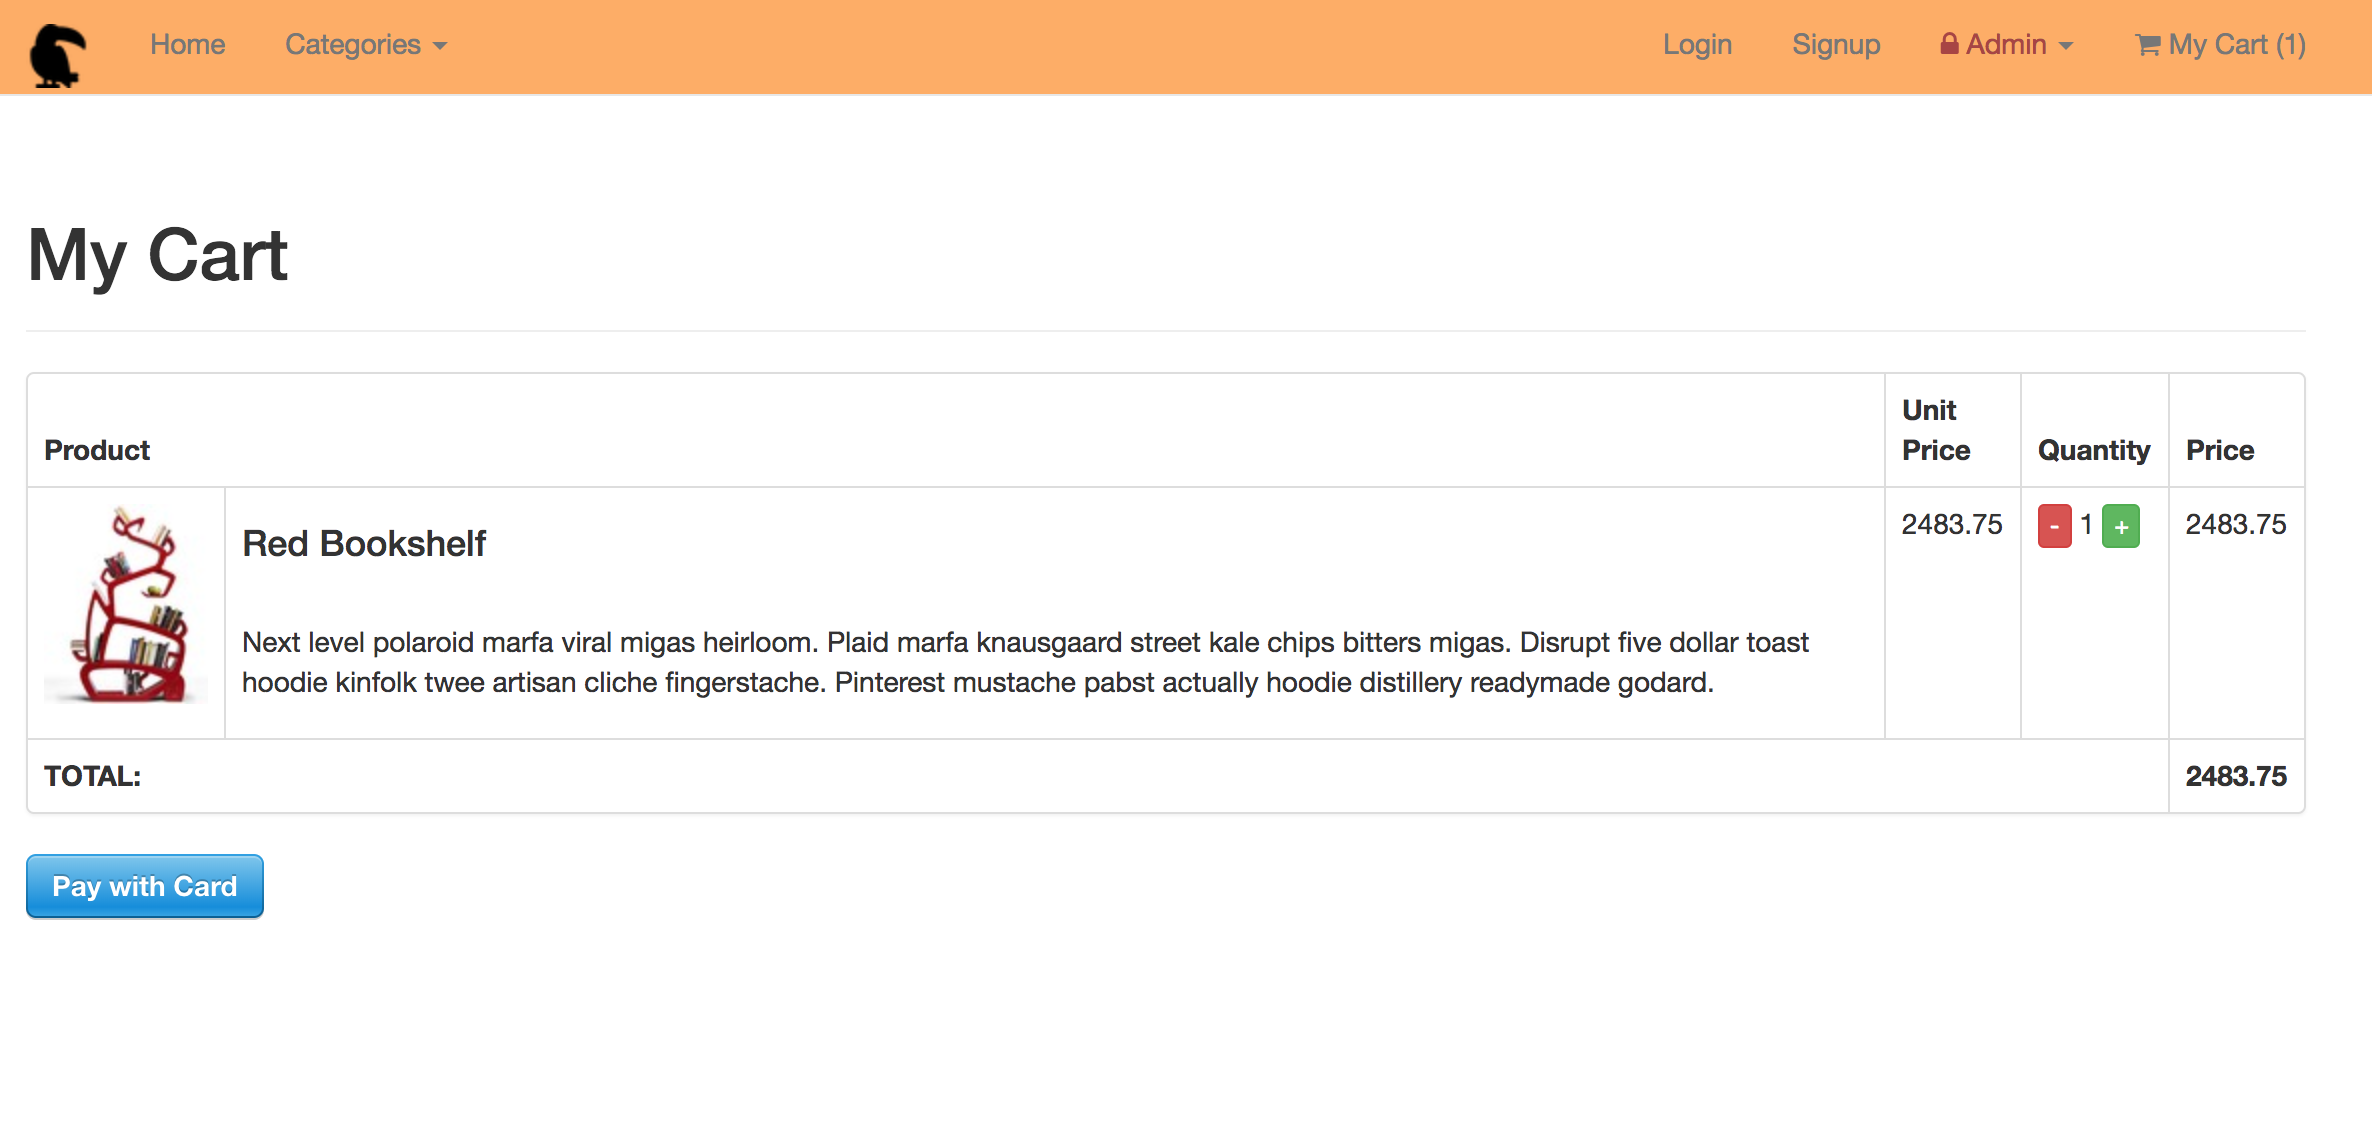 Home Categories Login Signup Admin My Cart (1)
My Cart
Product Unit Price Quantity Price
Red Bookshelf 2483.75 - 1 + 2483.75
Next level polaroid marfa viral migas heirloom. Plaid marfa knausgaard street kale chips bitters migas. Disrupt five dollar toast
hoodie kinfolk twee artisan cliche fingerstache. Pinterest mustache pabst actually hoodie distillery readymade godard.
TOTAL: 2483.75
Pay with Card